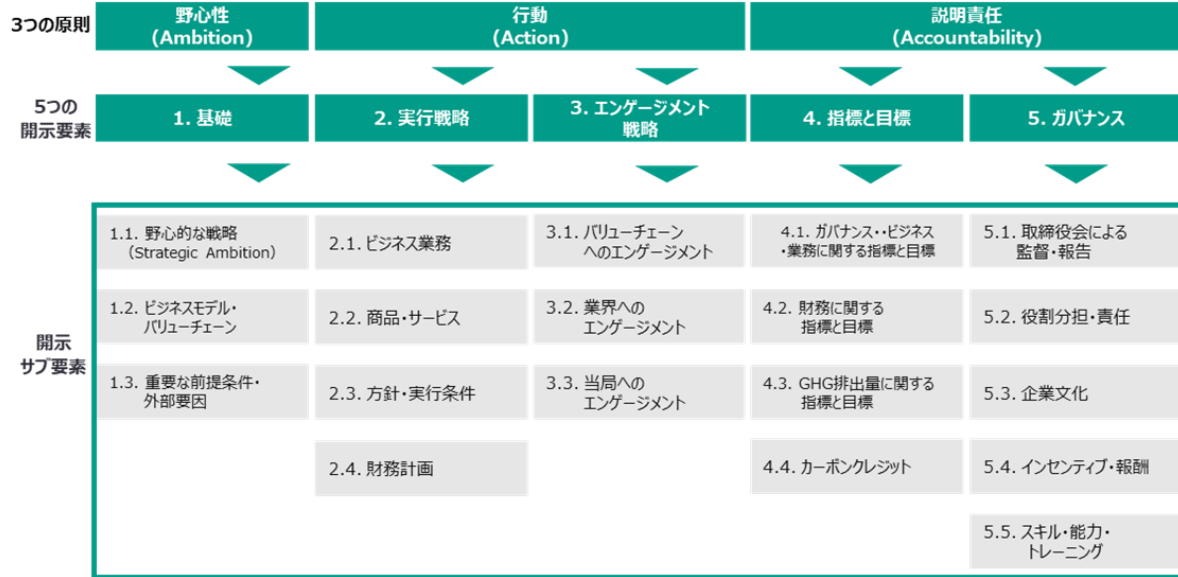 3つの原則
野心性
(Ambition)
行動
(Action)
説明責任
(Accountability)
5つの
開示要素
1. 基礎
2. 実行戦略
3. エンゲージメント
戦略
4. 指標と目標
5. ガバナンス
開示
サブ要素
1.1. 野心的な戦略
(Strategic Ambition)
1.2. ビジネスモデル・
バリューチェーン
1.3. 重要な前提条件・
外部要因
2.1. ビジネス業務
2.2. 商品・サービス
2.3. 方針・実行条件
2.4. 財務計画
3.1. バリューチェーン
へのエンゲージメント
3.2. 業界への
エンゲージメント
3.3. 当局への
エンゲージメント
4.1. ガバナンス・・ビジネス
・業務に関する指標と目標
4.2. 財務に関する
指標と目標
4.3. GHG排出量に関する
指標と目標
4.4. カーボンクレジット
5.1. 取締役会による
監督・報告
5.2. 役割分担・責任
5.3. 企業文化
5.4. インセンティブ・報酬
5.5. スキル・能力・
トレーニング